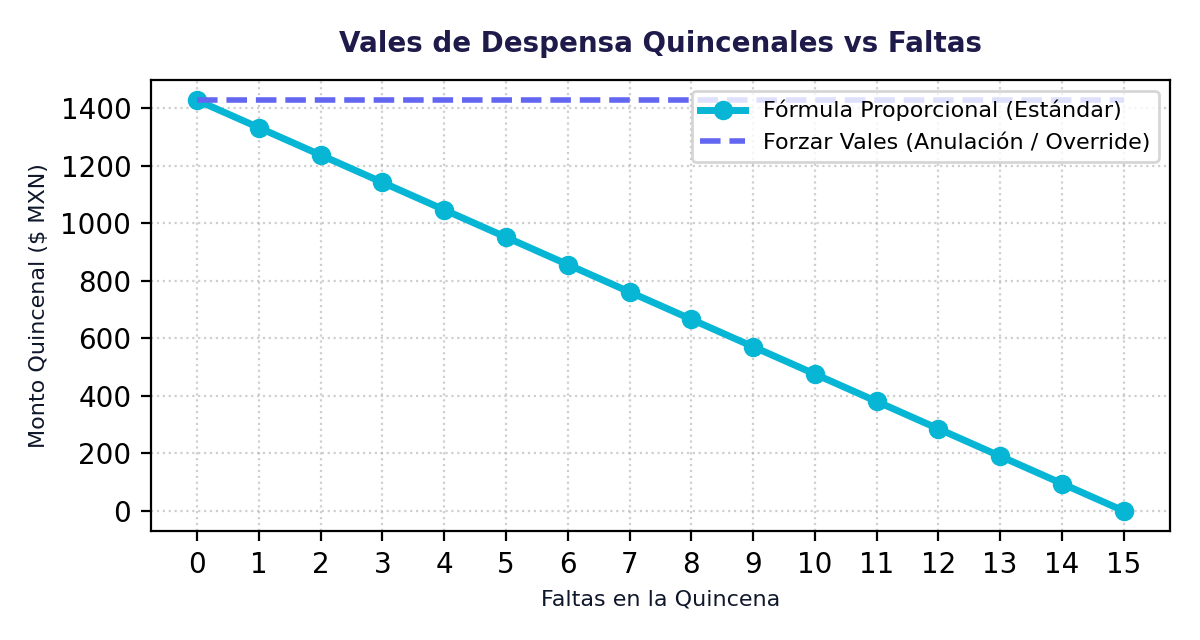 Vales de Despensa Quincenales vs Faltas
Fórmula Proporcional (Estándar)
Forzar Vales (Anulación / Override)
Monto Quincenal ($ MXN)
1400
1200
1000
800
600
400
200
0
0 1 2 3 4 5 6 7 8 9 10 11 12 13 14 15
Faltas en la Quincena